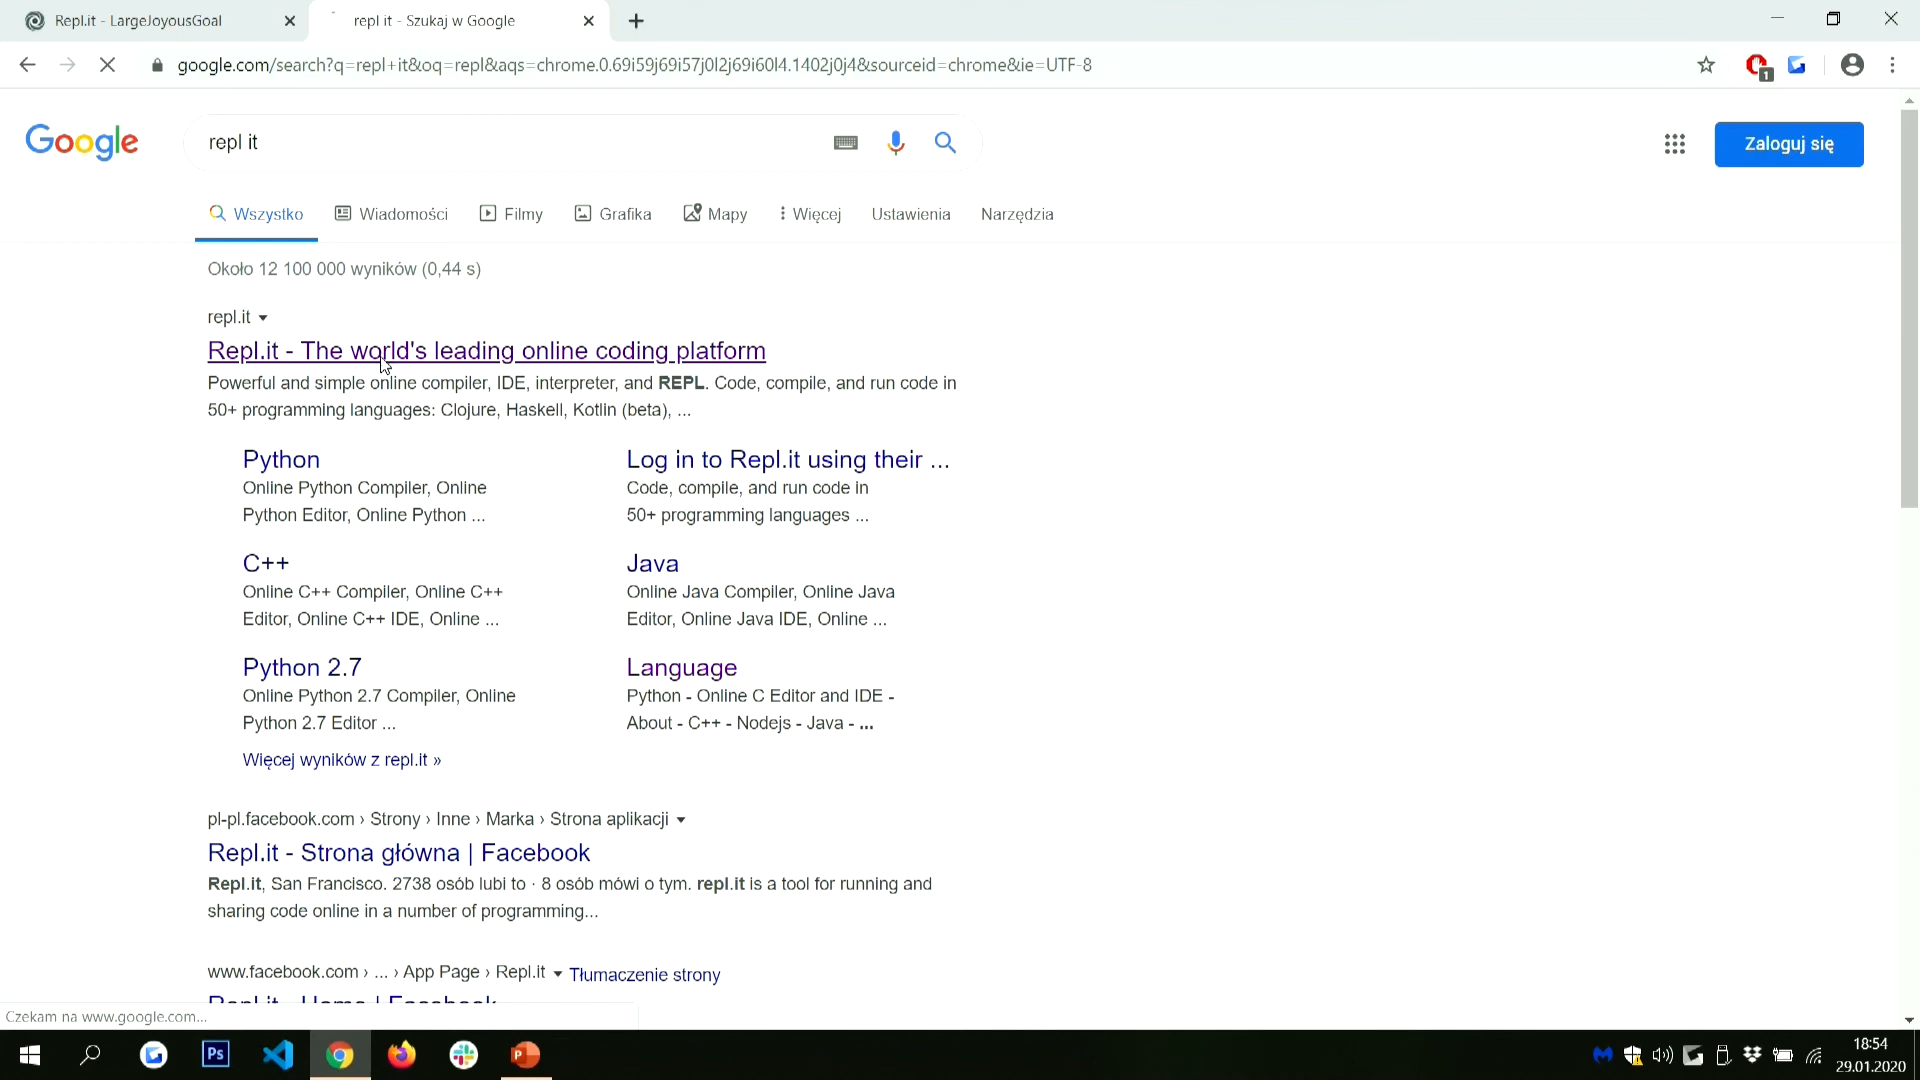 Repl.it - LargeJoyousGoal
repl it - Szukaj w Google
google.com/search?q=repl+it&oq=repl&aqs=chrome.0.69i59j69i57j0l2j69i60l4.1402j0j4&sourceid=chrome&ie=UTF-8
1
Google
repl it
Zaloguj się
Wszystko
Wiadomości
Filmy
Grafika
Mapy
Więcej
Ustawienia
Narzędzia
Około 12 100 000 wyników (0,44 s)
repl.it
Repl.it - The world's leading online coding platform
Powerful and simple online compiler, IDE, interpreter, and REPL. Code, compile, and run code in
50+ programming languages: Clojure, Haskell, Kotlin (beta), ...
Python
Online Python Compiler, Online
Python Editor, Online Python ...
Log in to Repl.it using their ...
Code, compile, and run code in
50+ programming languages ...
C++
Online C++ Compiler, Online C++
Editor, Online C++ IDE, Online ...
Java
Online Java Compiler, Online Java
Editor, Online Java IDE, Online ...
Python 2.7
Online Python 2.7 Compiler, Online
Python 2.7 Editor ...
Language
Python - Online C Editor and IDE -
About - C++ - Nodejs - Java - ...
Więcej wyników z repl.it »
pl-pl.facebook.com › Strony › Inne › Marka › Strona aplikacji
Repl.it - Strona główna | Facebook
Repl.it, San Francisco. 2738 osób lubi to · 8 osób mówi o tym. repl.it is a tool for running and
sharing code online in a number of programming...
www.facebook.com › ... › App Page › Repl.it
Tłumaczenie strony
Repl.it - Home | Facebook
Czekam na www.google.com...
Ps
P
18:54
29.01.2020